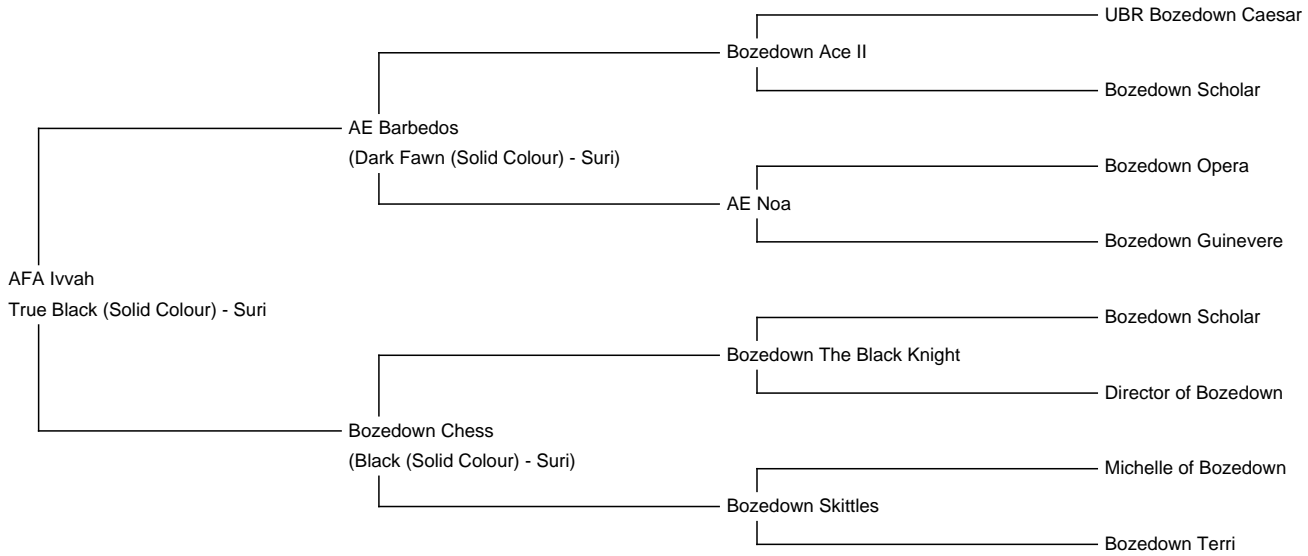 UBR Bozedown Caesar
Bozedown Ace II
Bozedown Scholar
AE Barbedos
(Dark Fawn (Solid Colour) - Suri)
Bozedown Opera
AE Noa
Bozedown Guinevere
AFA Ivvah
True Black (Solid Colour) - Suri
Bozedown Scholar
Bozedown The Black Knight
Director of Bozedown
Bozedown Chess
(Black (Solid Colour) - Suri)
Michelle of Bozedown
Bozedown Skittles
Bozedown Terri